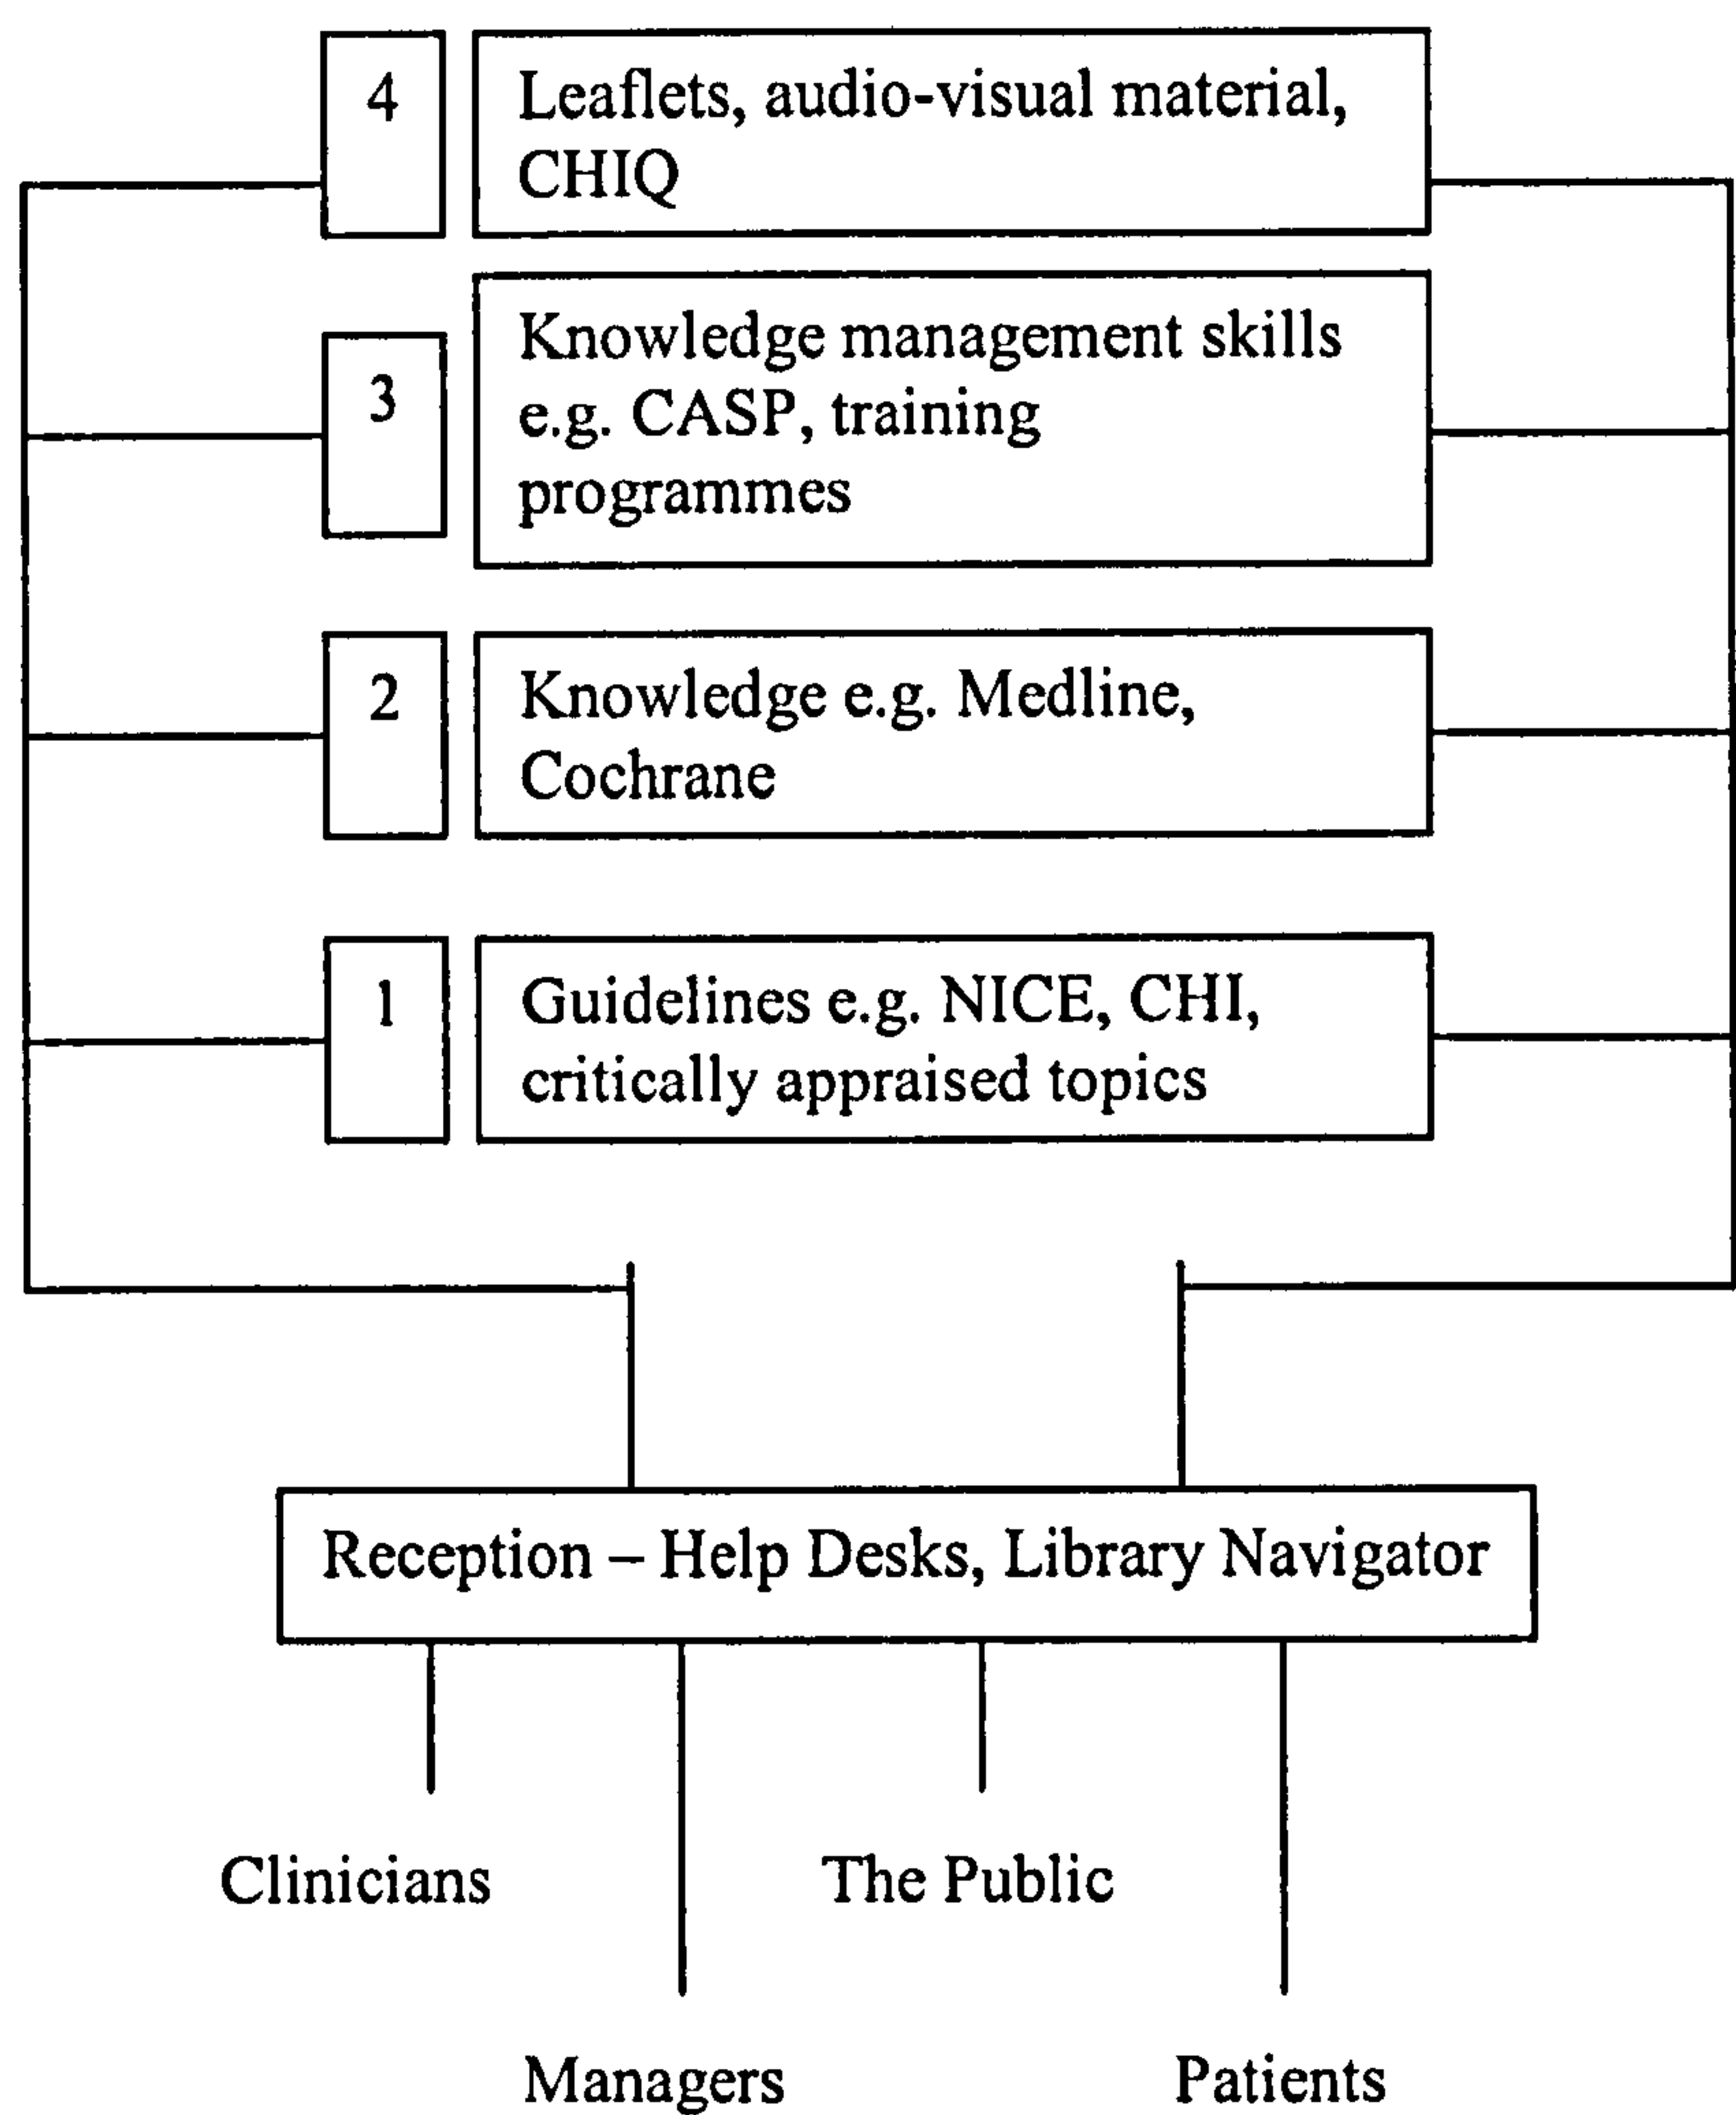 4
Leaflets, audio-visual material,
CHIQ
3
Knowledge management skills
e.g. CASP, training
programmes
2
Knowledge e.g. Medline,
Cochrane
1
Guidelines e.g. NICE, CHI,
critically appraised topics
Reception – Help Desks, Library Navigator
Clinicians
The Public
Managers
Patients